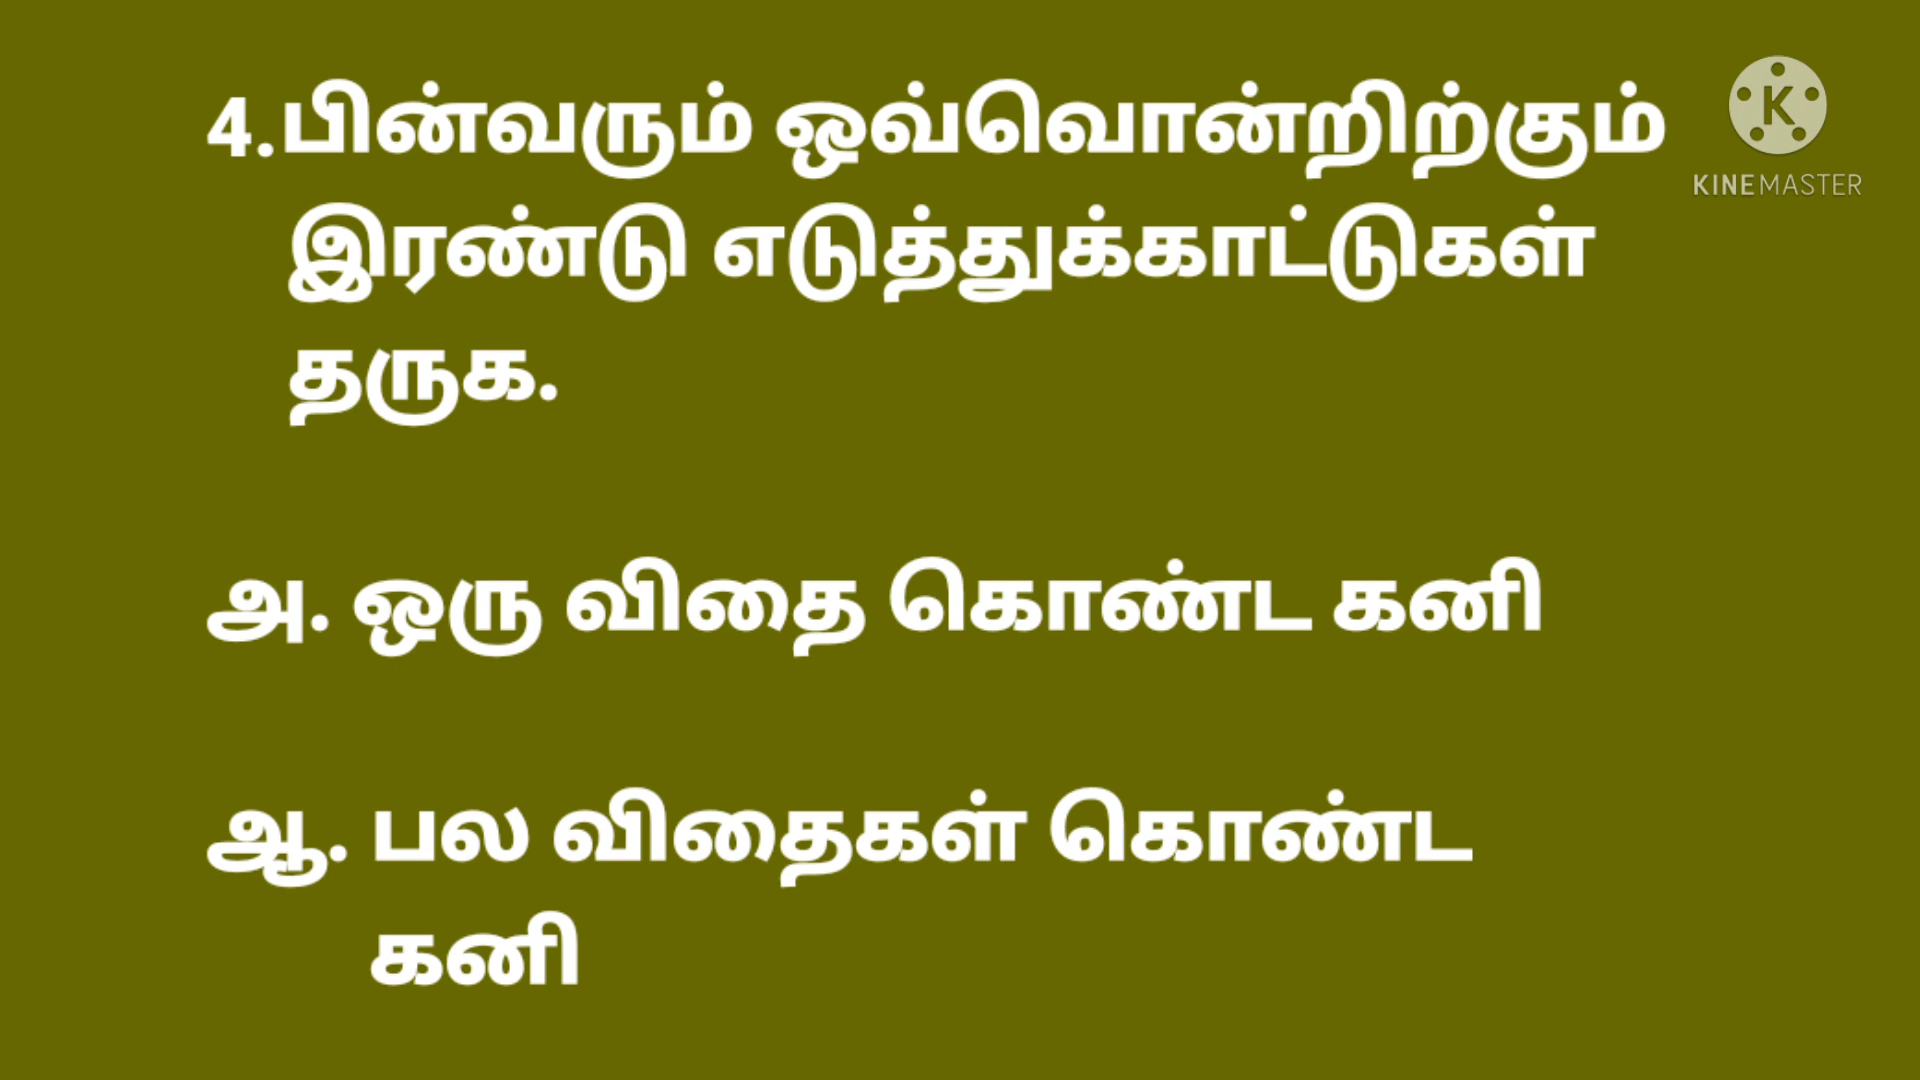 4.பின்வரும் ஒவ்வொன்றிற்கும்
இரண்டு எடுத்துக்காட்டுகள்
தருக.
K
KINEMASTER
அ. ஒரு விதை கொண்ட கனி
ஆ. பல விதைகள் கொண்ட
கனி